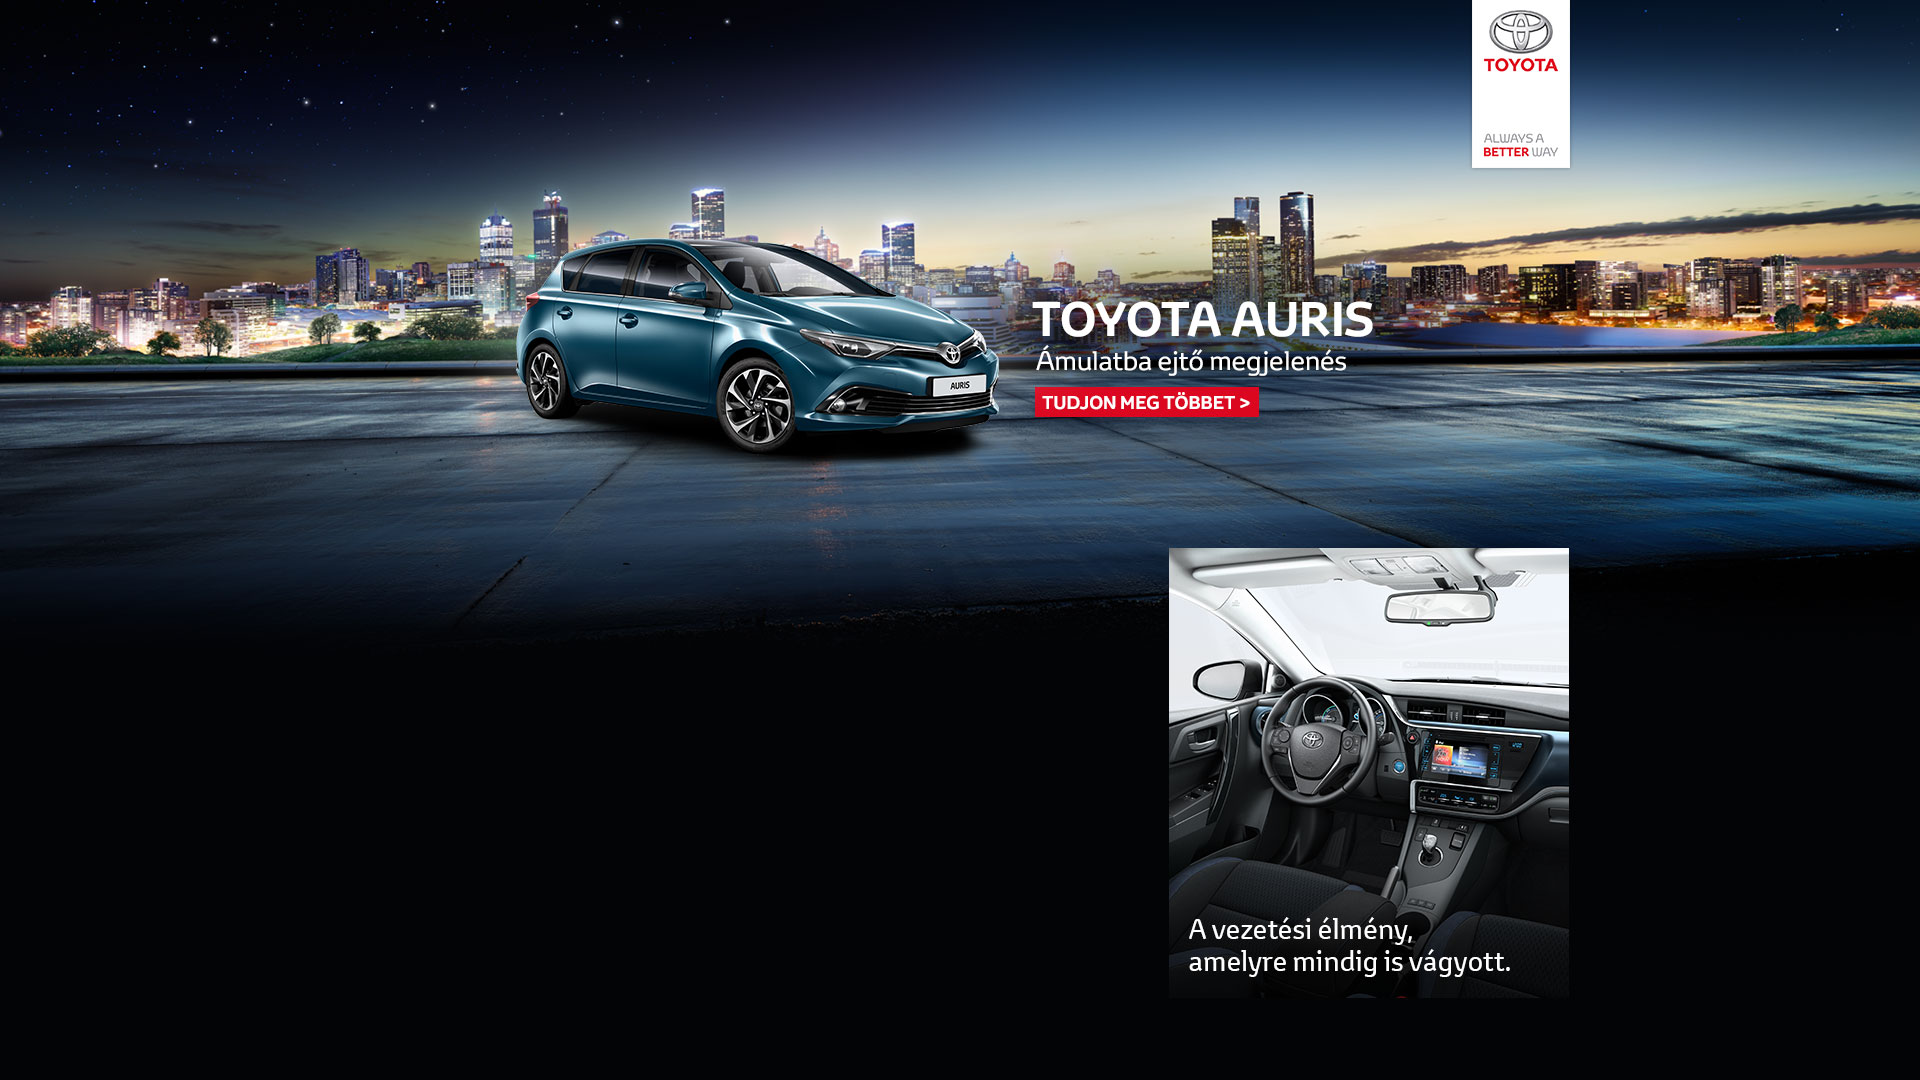 TOYOTA
ALWAYS A
BETTER WAY
TOYOTA AURIS
Ámulatba ejtő megjelenés
TUDJON MEG TÖBBET >
AURIS
A vezetési élmény,
amelyre mindig is vágyott.